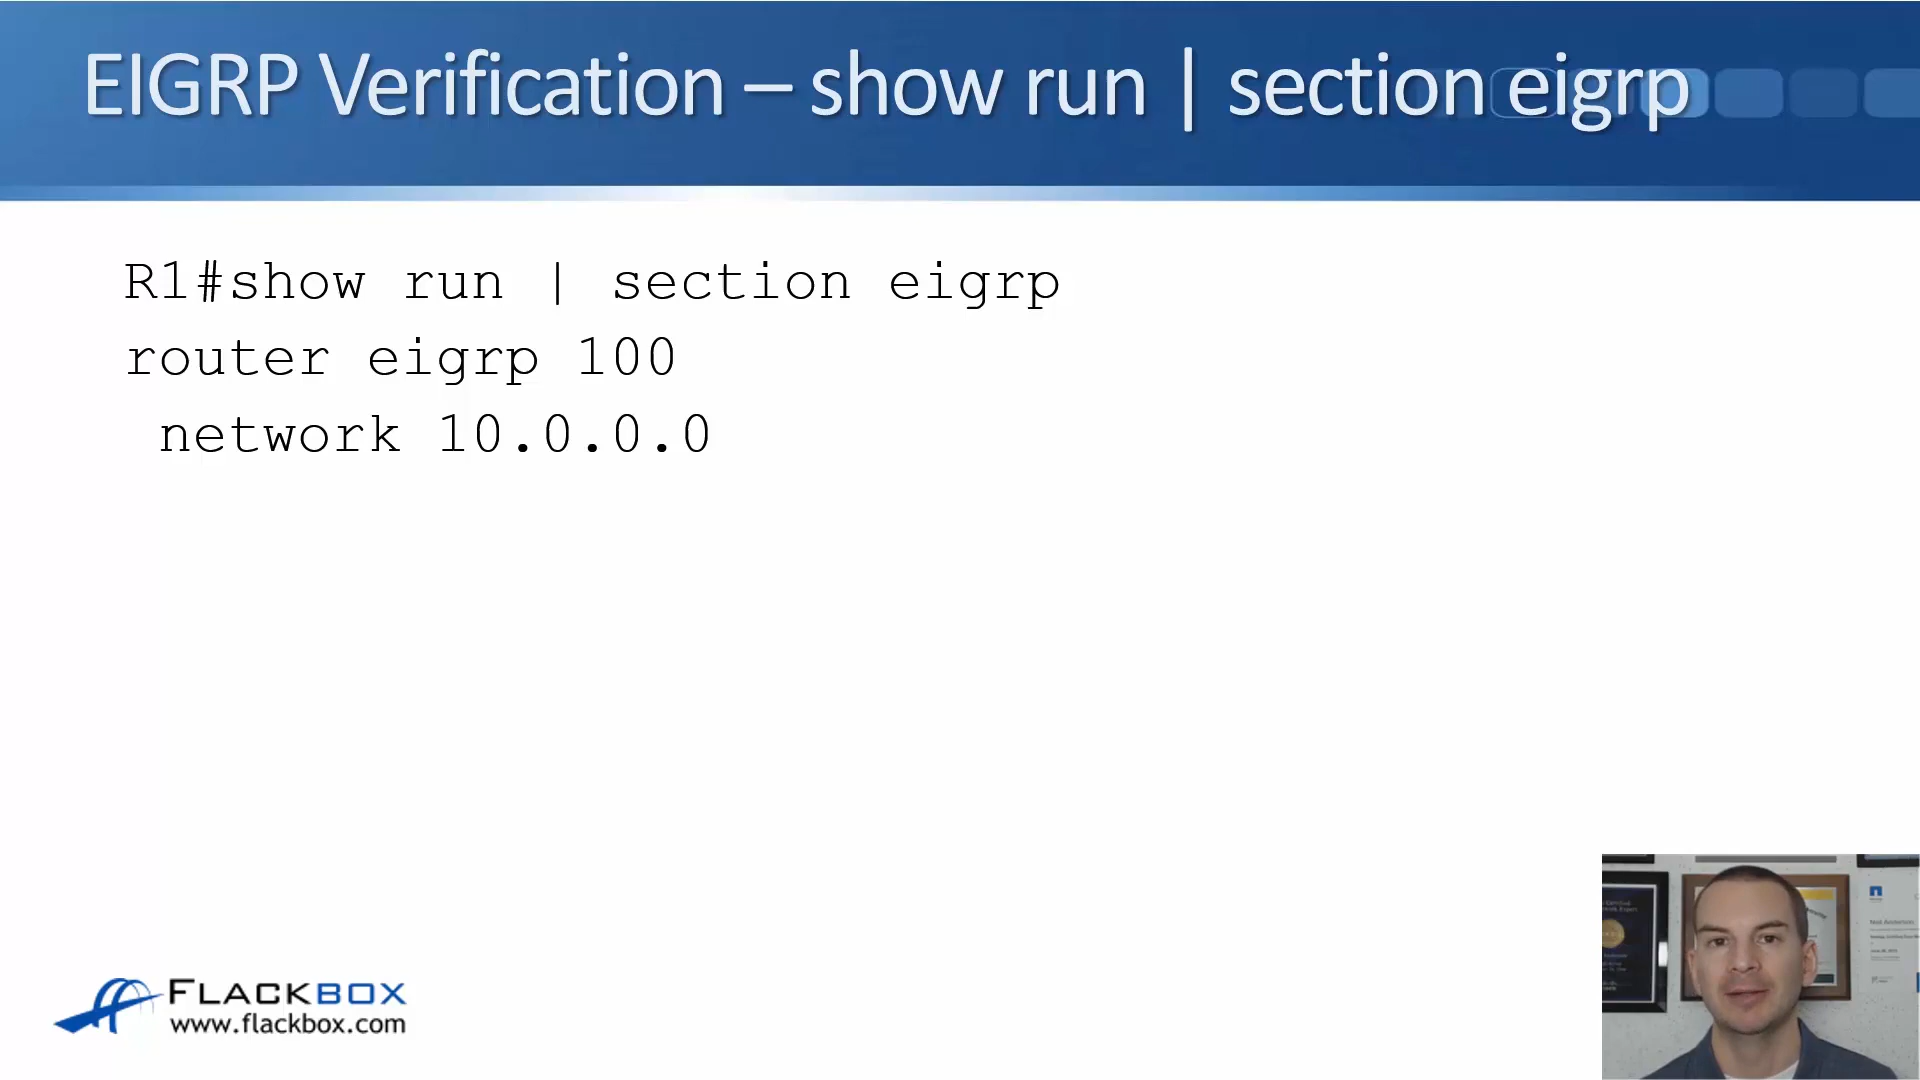 EIGRP Verification – show run | section eigrp
R1#show run | section eigrp
router eigrp 100
 network 10.0.0.0
FLACKBOX
www.flackbox.com